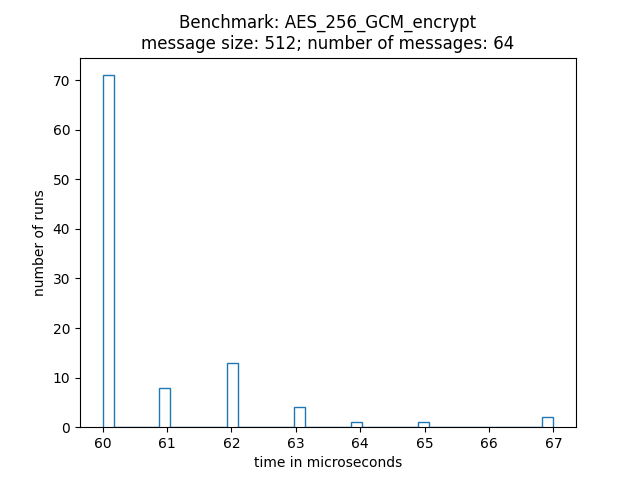 Benchmark: AES_256_GCM_encrypt
message size: 512; number of messages: 64
70
60
50
40
30
20
10
0
number of runs
60 61 62 63 64 65 66 67
time in microseconds